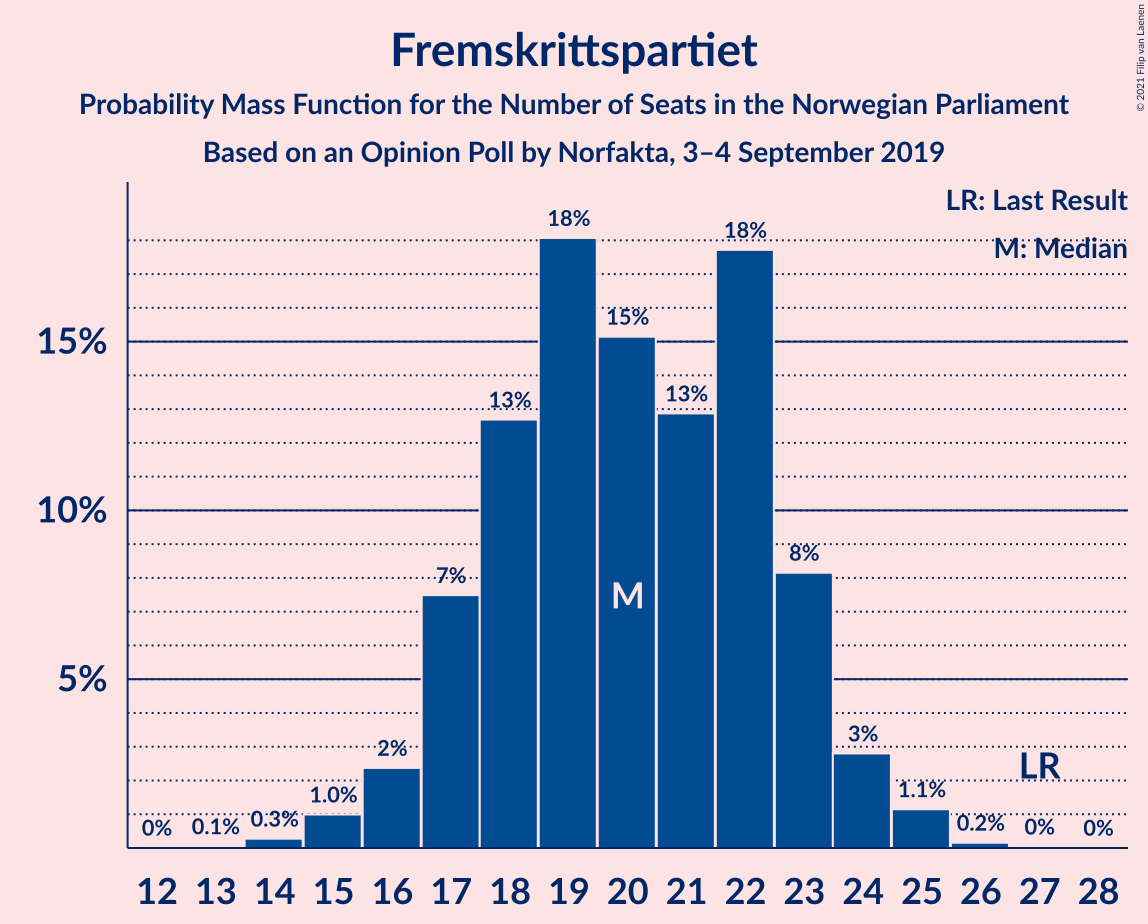 Fremskrittspartiet
Probability Mass Function for the Number of Seats in the Norwegian Parliament
Based on an Opinion Poll by Norfakta, 3–4 September 2019
© 2021 Filip van Laenen
LR: Last Result
M: Median
15%
10%
5%
0%
0.1%
0.3%
1.0%
2%
7%
13%
18%
15%
13%
18%
8%
3%
1.1%
0.2%
0%
0%
M
LR
12 13 14 15 16 17 18 19 20 21 22 23 24 25 26 27 28